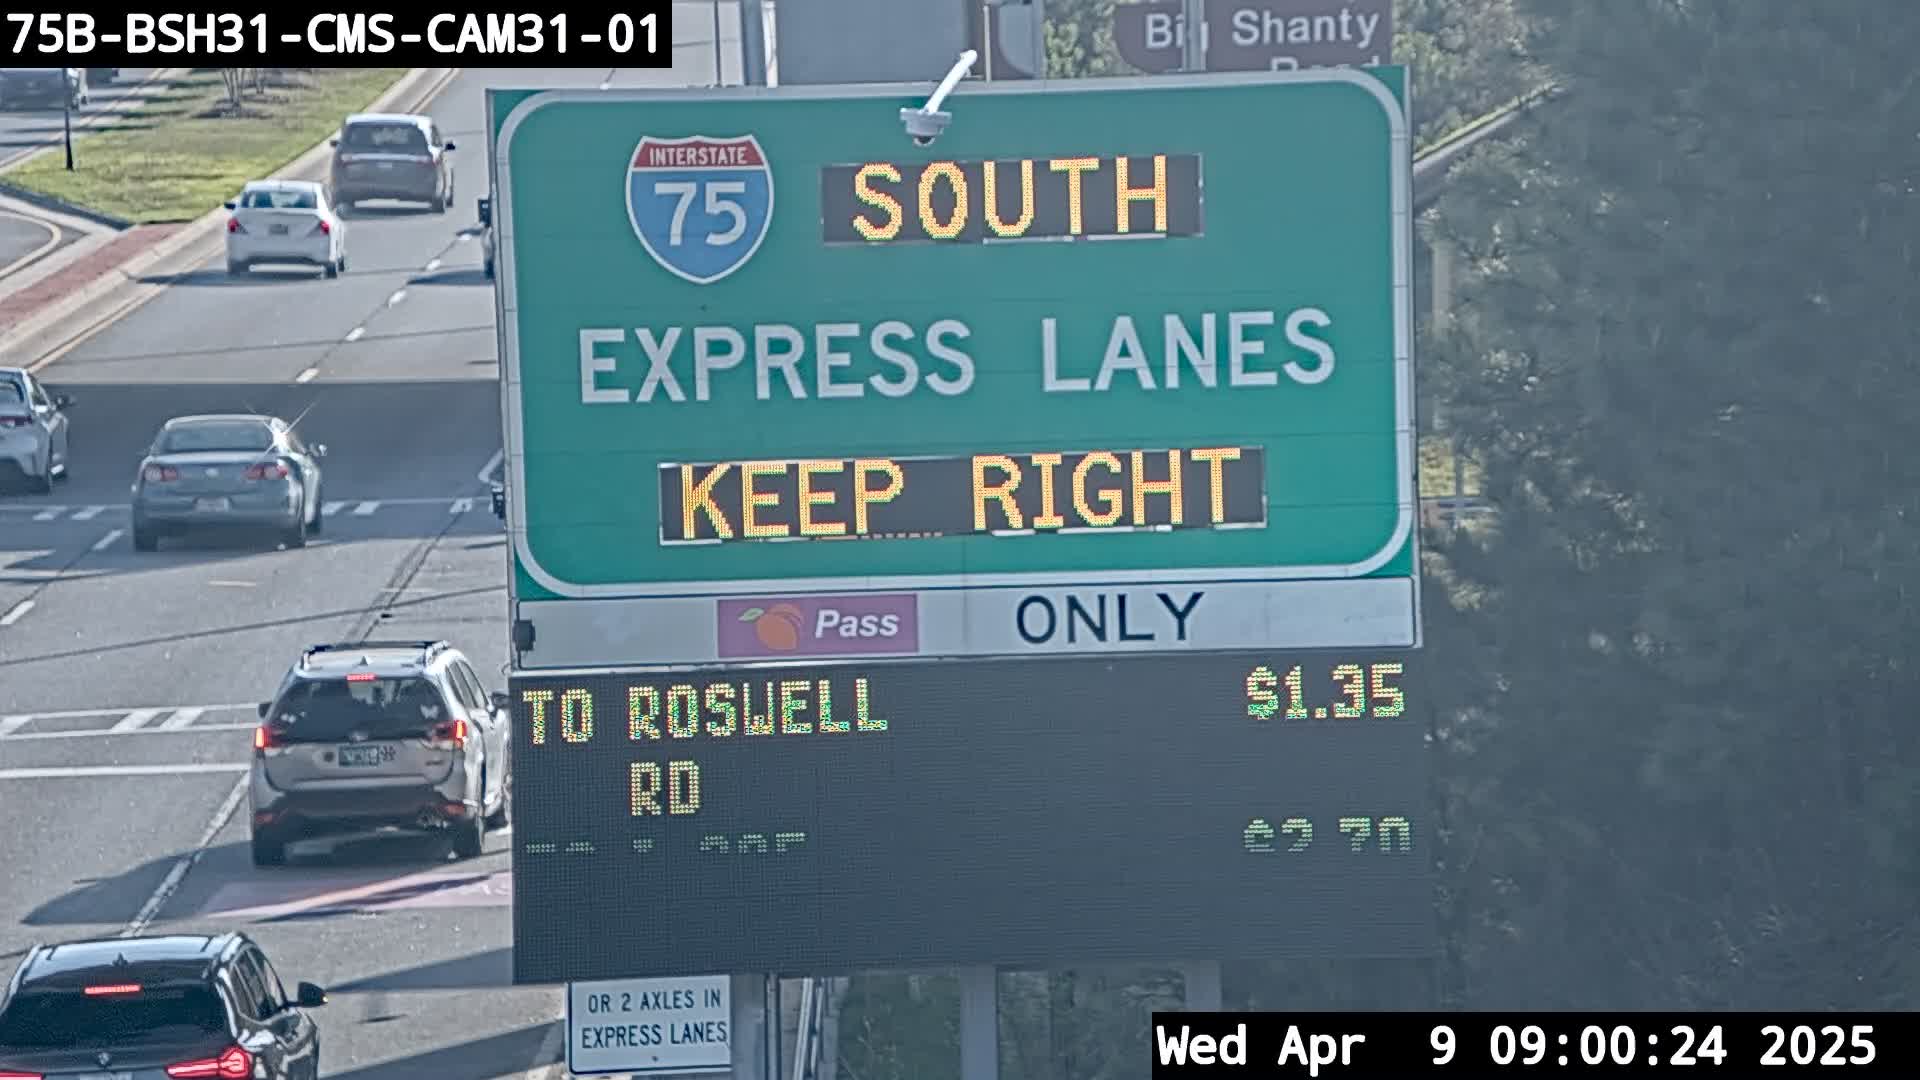 75B-BSH31-CMS-CAM31-01
Big Shanty
Road
INTERSTATE
75
SOUTH
EXPRESS LANES
KEEP RIGHT
Pass ONLY
TO ROSWELL $1.35
RD
OR 2 AXLES IN
EXPRESS LANES
Wed Apr 9 09:00:24 2025